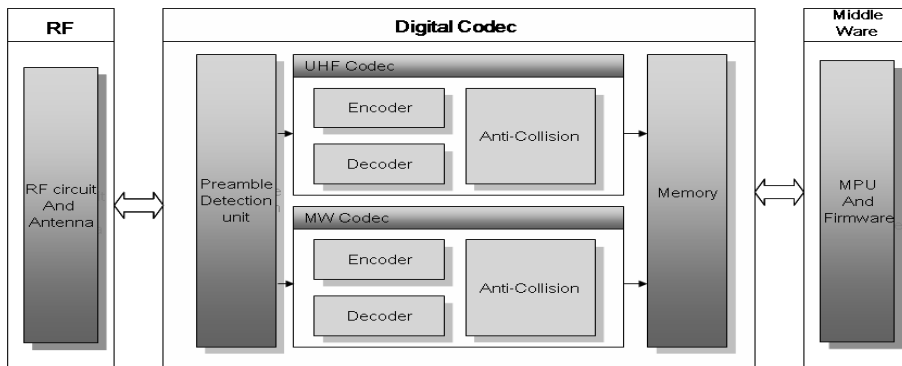 RF
RF circuit
And
Antenna
Digital Codec
Preamble
Detection
unit
UHF Codec
Encoder
Decoder
Anti-Collision
MW Codec
Encoder
Decoder
Anti-Collision
Memory
Middle
Ware
MPU
And
Firmware